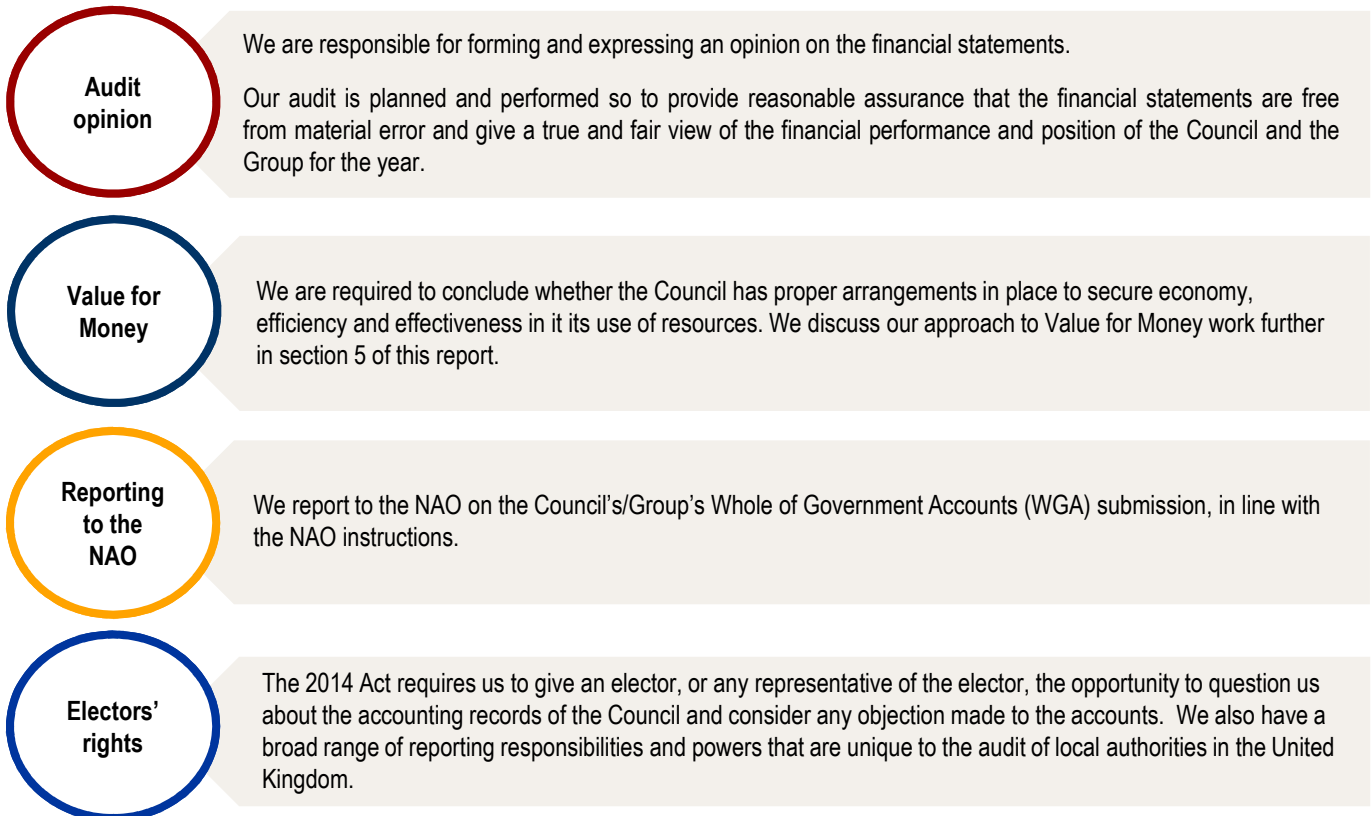 Audit
opinion
We are responsible for forming and expressing an opinion on the financial statements.
Our audit is planned and performed so to provide reasonable assurance that the financial statements are free
from material error and give a true and fair view of the financial performance and position of the Council and the
Group for the year.
Value for
Money
We are required to conclude whether the Council has proper arrangements in place to secure economy,
efficiency and effectiveness in it its use of resources. We discuss our approach to Value for Money work further
in section 5 of this report.
Reporting
to the
NAO
We report to the NAO on the Council’s/Group’s Whole of Government Accounts (WGA) submission, in line with
the NAO instructions.
Electors’
rights
The 2014 Act requires us to give an elector, or any representative of the elector, the opportunity to question us
about the accounting records of the Council and consider any objection made to the accounts. We also have a
broad range of reporting responsibilities and powers that are unique to the audit of local authorities in the United
Kingdom.